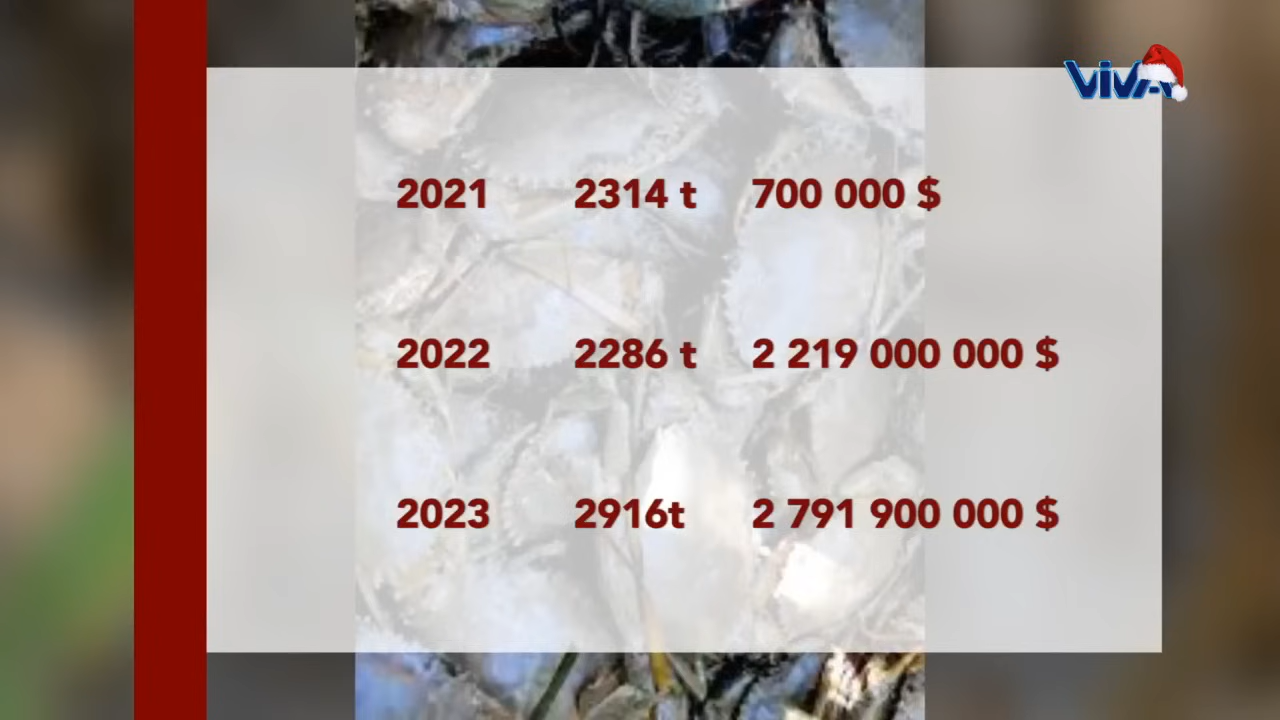 ViVA
2021 2314 t 700 000 $
2022 2286 t 2 219 000 000 $
2023 2916t 2 791 900 000 $